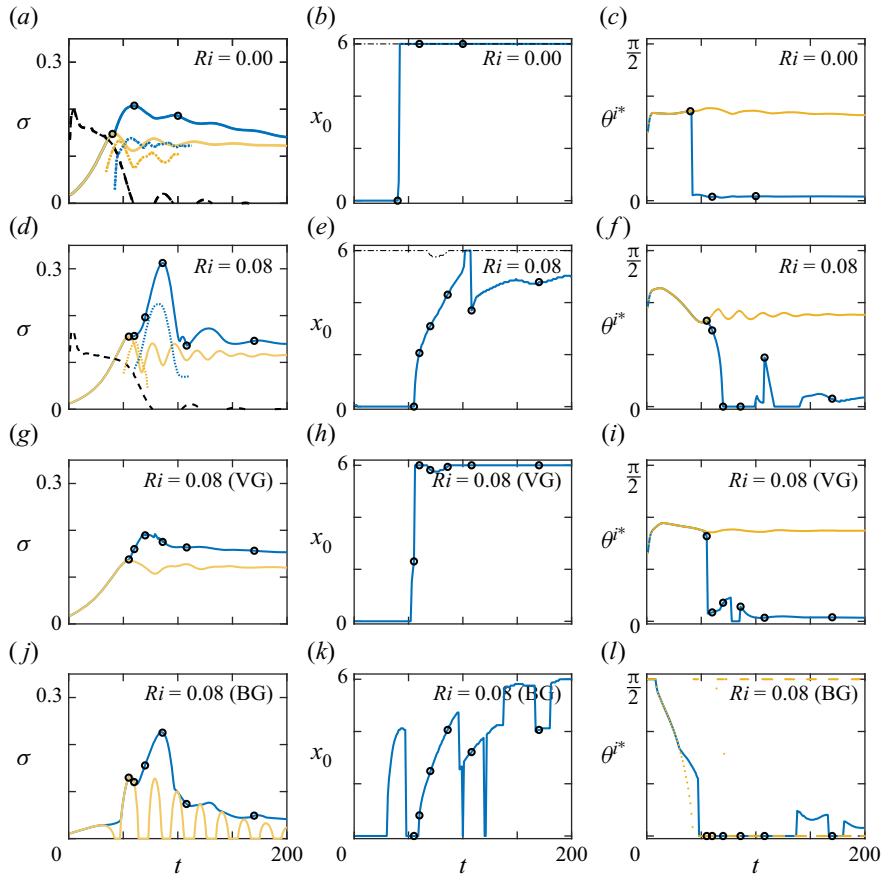 (a) (b) (c)
0.3 Ri = 0.00 6 Ri = 0.00 π/2 Ri = 0.00
σ x₀ θⁱ*
0 0 0
(d) (e) (f)
0.3 Ri = 0.08 6 Ri = 0.08 π/2 Ri = 0.08
σ x₀ θⁱ*
0 0 0
(g) (h) (i)
0.3 Ri = 0.08 (VG) 6 Ri = 0.08 (VG) π/2 Ri = 0.08 (VG)
σ x₀ θⁱ*
0 0 0
(j) (k) (l)
0.3 Ri = 0.08 (BG) 6 Ri = 0.08 (BG) π/2 Ri = 0.08 (BG)
σ x₀ θⁱ*
0 0 0
0 t 200 0 t 200 0 t 200